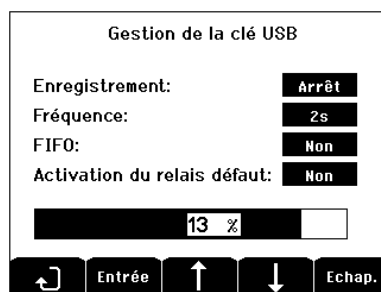 Gestion de la clé USB
Enregistrement: Arrêt
Fréquence: 2s
FIFO: Non
Activation du relais défaut: Non
13 %
Entrée Echap.